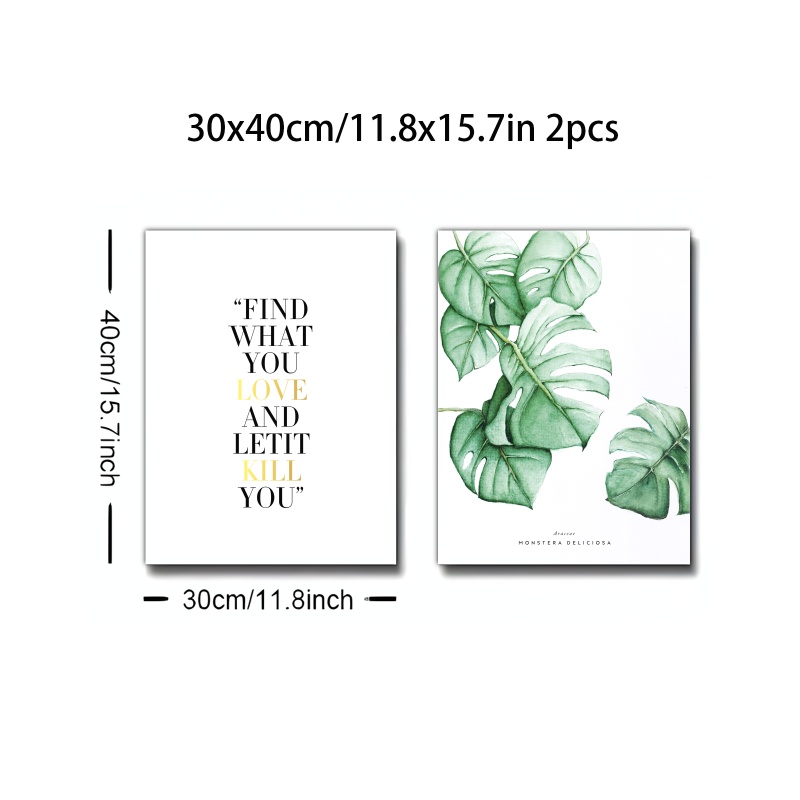 30x40cm/11.8x15.7in 2pcs
40cm/15.7inch
“FIND
WHAT
YOU
LOVE
AND
LETIT
KILL
YOU”
Araceae
MONSTERA DELICIOSA
30cm/11.8inch